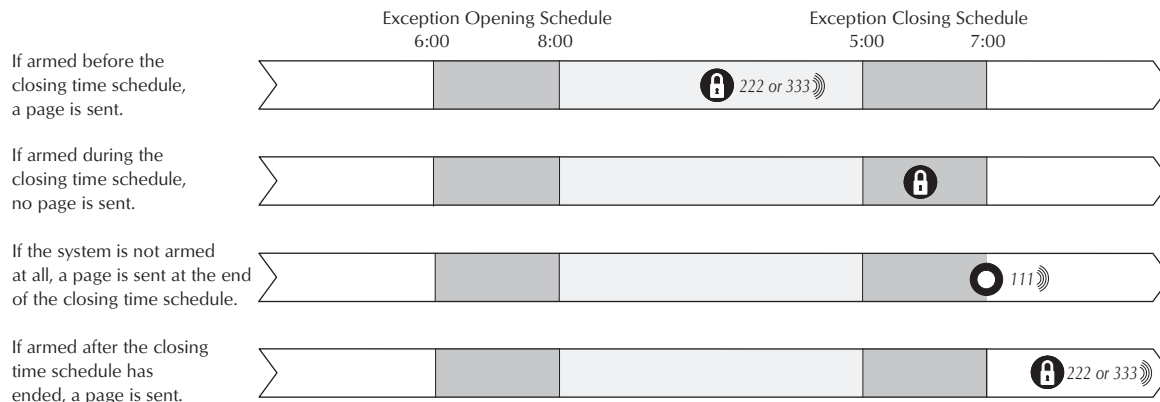 Exception Opening Schedule
Exception Closing Schedule
6:00
8:00
5:00
7:00
If armed before the
closing time schedule,
a page is sent.
222 or 333
If armed during the
closing time schedule,
no page is sent.
If the system is not armed
at all, a page is sent at the end
of the closing time schedule.
111
If armed after the closing
time schedule has
ended, a page is sent.
222 or 333